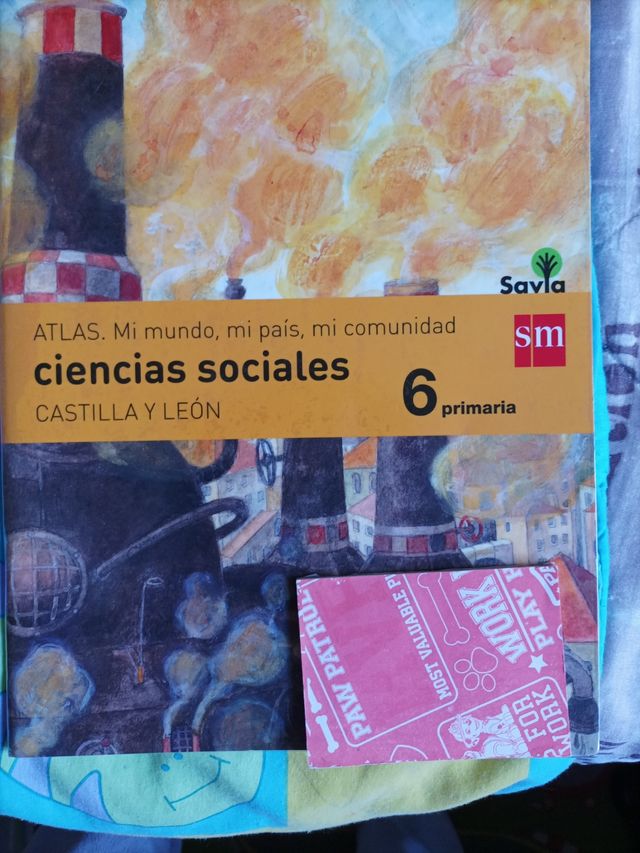 Savia
ATLAS. Mi mundo, mi país, mi comunidad
sm
ciencias sociales
6 primaria
CASTILLA Y LEÓN
PAW PATROL
MOST VALUABLE
WORK
PLAY
FOR
WORK